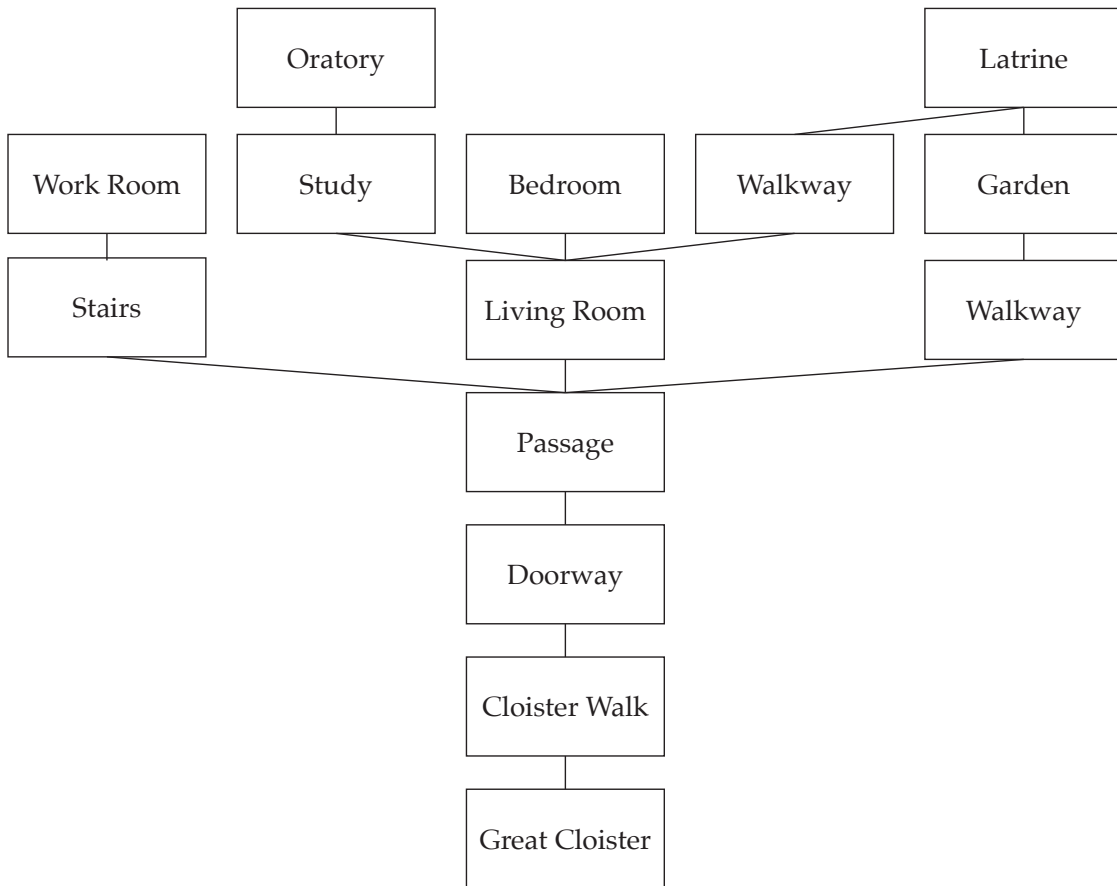 Oratory
Latrine
Work Room
Study
Bedroom
Walkway
Garden
Stairs
Living Room
Walkway
Passage
Doorway
Cloister Walk
Great Cloister